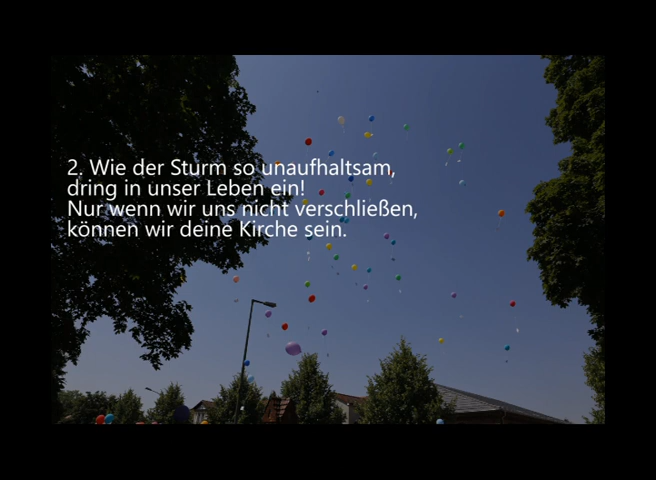 2. Wie der Sturm so unaufhaltsam,
dring in unser Leben ein!
Nur wenn wir uns nicht verschließen,
können wir deine Kirche sein.